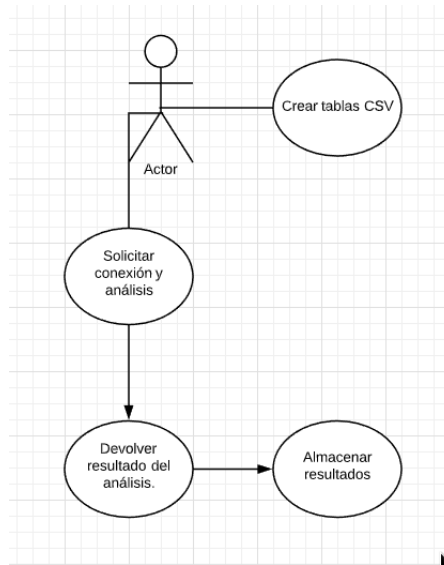 Crear tablas CSV
Actor
Solicitar
conexión y
análisis
Devolver
resultado del
análisis.
Almacenar
resultados